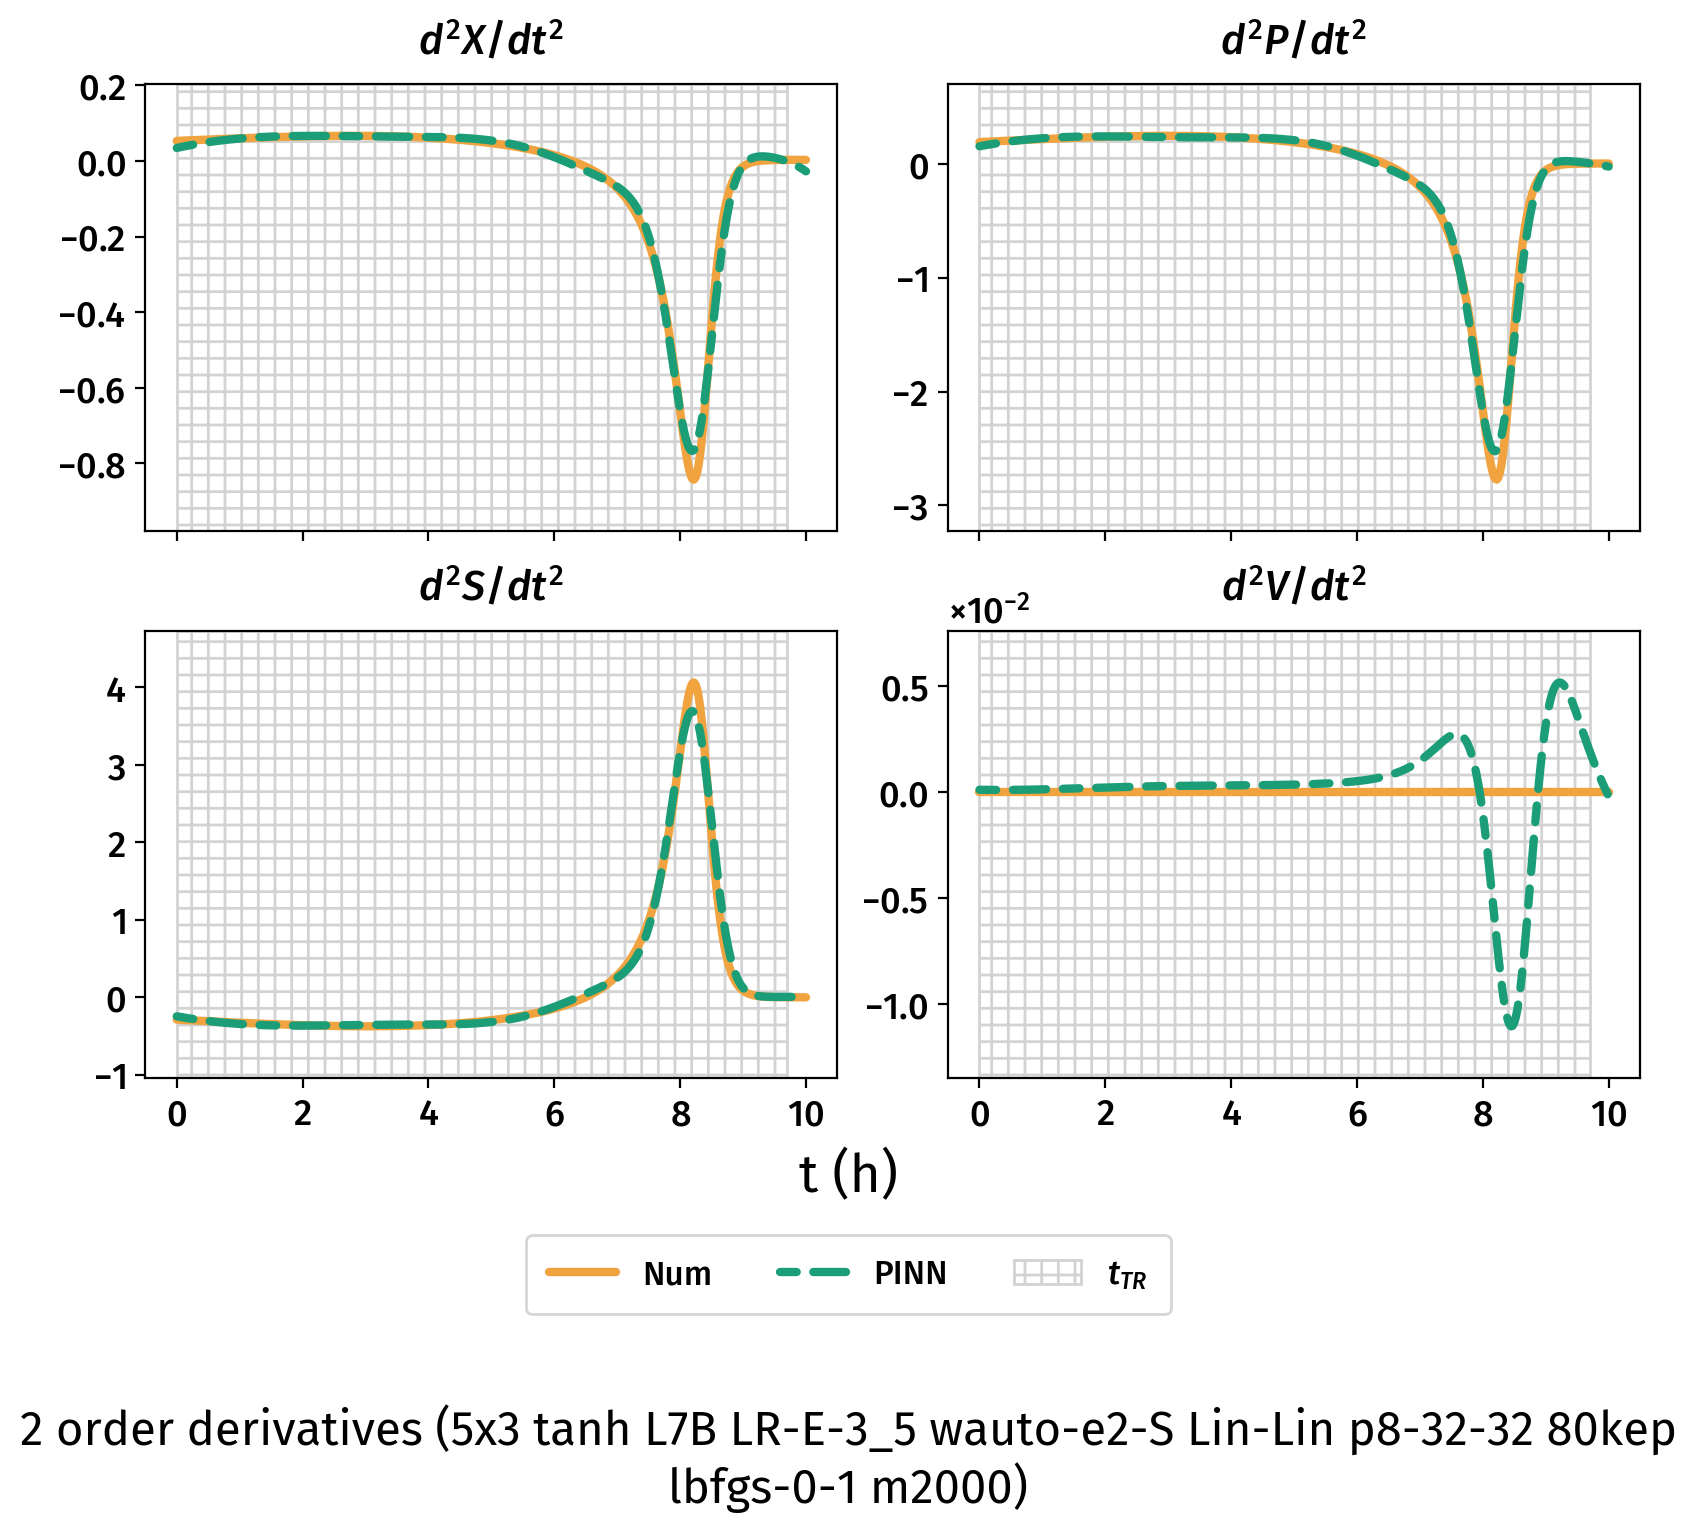 d²X/dt²
d²P/dt²
0.2
0.0
−0.2
−0.4
−0.6
−0.8
0
−1
−2
−3
d²S/dt²
d²V/dt²
×10⁻²
4
3
2
1
0
−1
0.5
0.0
−0.5
−1.0
0 2 4 6 8 10
0 2 4 6 8 10
t (h)
Num PINN t_TR
2 order derivatives (5x3 tanh L7B LR-E-3_5 wauto-e2-S Lin-Lin p8-32-32 80kep
lbfgs-0-1 m2000)